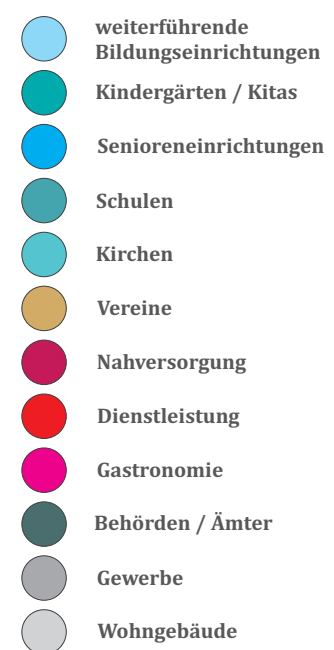 weiterführende
Bildungseinrichtungen
Kindergärten / Kitas
Senioreneinrichtungen
Schulen
Kirchen
Vereine
Nahversorgung
Dienstleistung
Gastronomie
Behörden / Ämter
Gewerbe
Wohngebäude